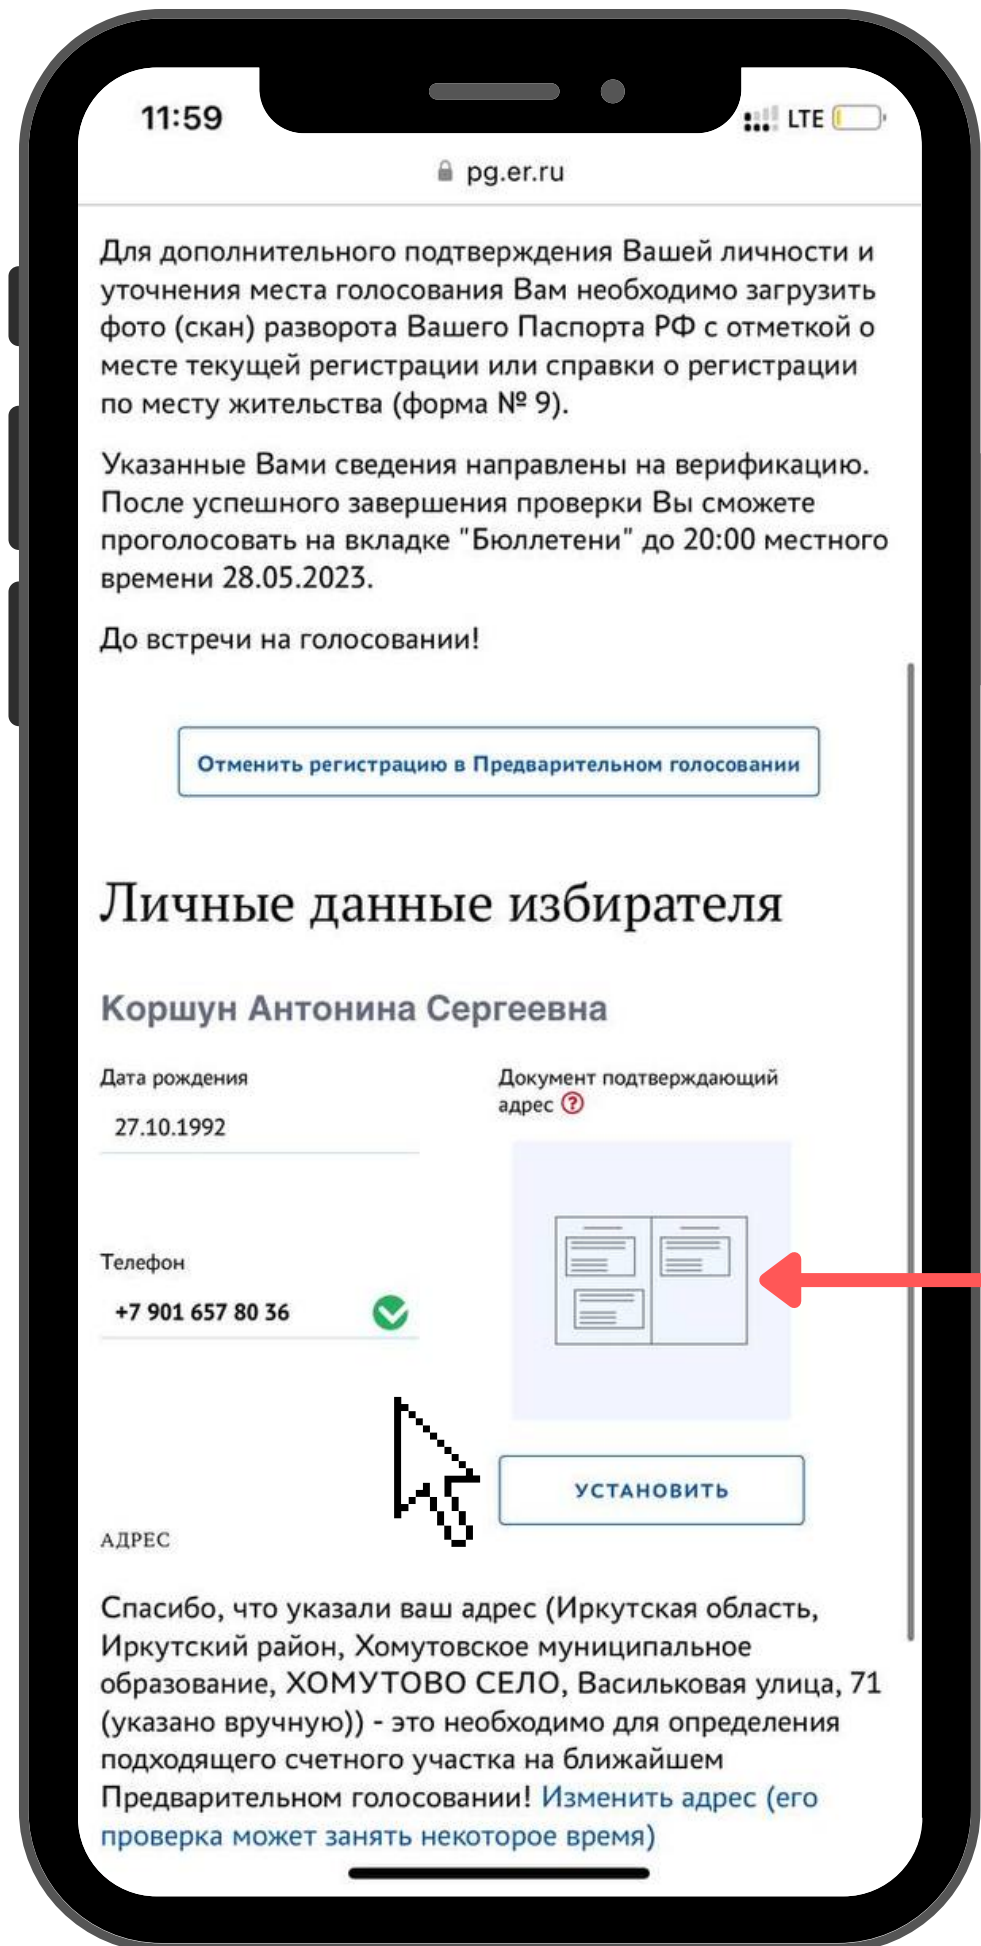 11:59
LTE
pg.er.ru
Для дополнительного подтверждения Вашей личности и
уточнения места голосования Вам необходимо загрузить
фото (скан) разворота Вашего Паспорта РФ с отметкой о
месте текущей регистрации или справки о регистрации
по месту жительства (форма № 9).
Указанные Вами сведения направлены на верификацию.
После успешного завершения проверки Вы сможете
проголосовать на вкладке "Бюллетени" до 20:00 местного
времени 28.05.2023.
До встречи на голосовании!
Отменить регистрацию в Предварительном голосовании
Личные данные избирателя
Коршун Антонина Сергеевна
Дата рождения
27.10.1992
Документ подтверждающий
адрес ?
Телефон
+7 901 657 80 36
УСТАНОВИТЬ
АДРЕС
Спасибо, что указали ваш адрес (Иркутская область,
Иркутский район, Хомутовское муниципальное
образование, ХОМУТОВО СЕЛО, Васильковая улица, 71
(указано вручную)) - это необходимо для определения
подходящего счетного участка на ближайшем
Предварительном голосовании! Изменить адрес (его
проверка может занять некоторое время)